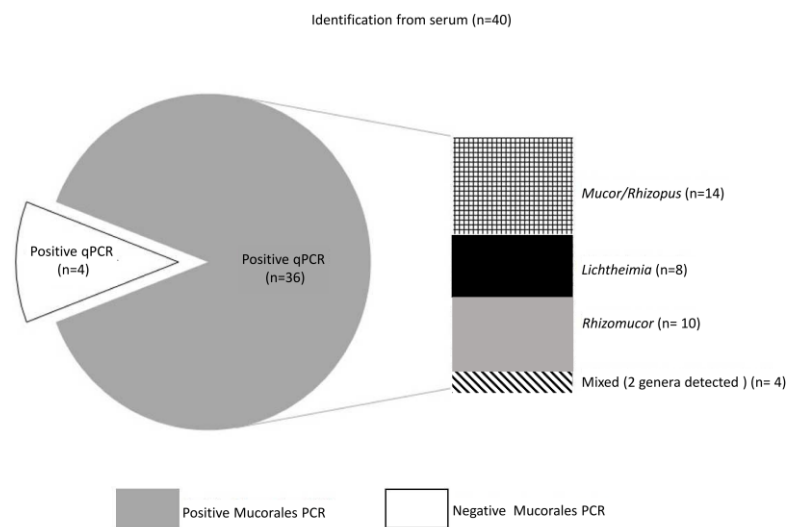 Identification from serum (n=40)
Positive qPCR
(n=4)
Positive qPCR
(n=36)
Mucor/Rhizopus (n=14)
Lichtheimia (n=8)
Rhizomucor (n= 10)
Mixed (2 genera detected ) (n= 4)
Positive Mucorales PCR
Negative Mucorales PCR